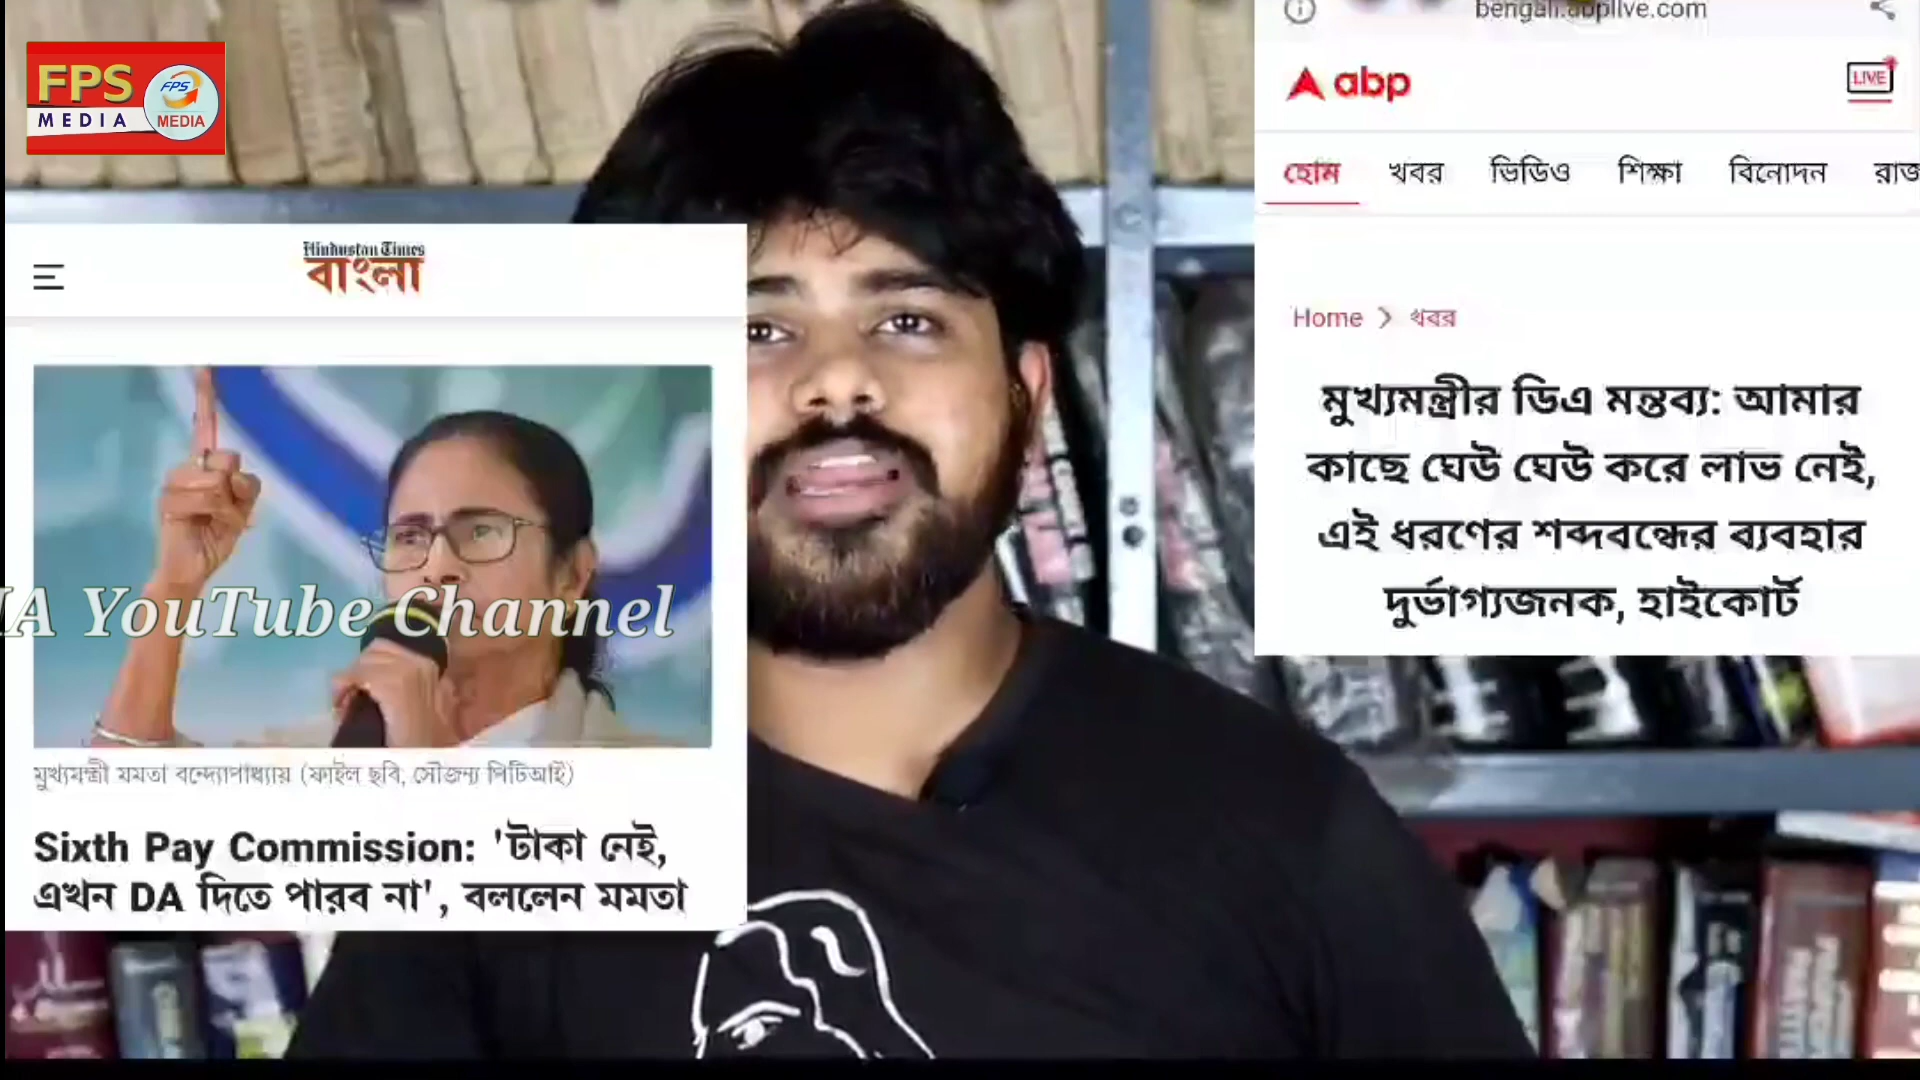 FPS
MEDIA
FPS
MEDIA
Hindustan Times
বাংলা
A YouTube Channel
মুখ্যমন্ত্রী মমতা বন্দ্যোপাধ্যায় (ফাইল ছবি, সৌজন্য পিটিআই)
Sixth Pay Commission: 'টাকা নেই,
এখন DA দিতে পারব না', বললেন মমতা
bengali.abplive.com
abp
LIVE
হোম খবর ভিডিও শিক্ষা বিনোদন রাজ
Home > খবর
মুখ্যমন্ত্রীর ডিএ মন্তব্য: আমার
কাছে ঘেউ ঘেউ করে লাভ নেই,
এই ধরণের শব্দবন্ধের ব্যবহার
দুর্ভাগ্যজনক, হাইকোর্ট